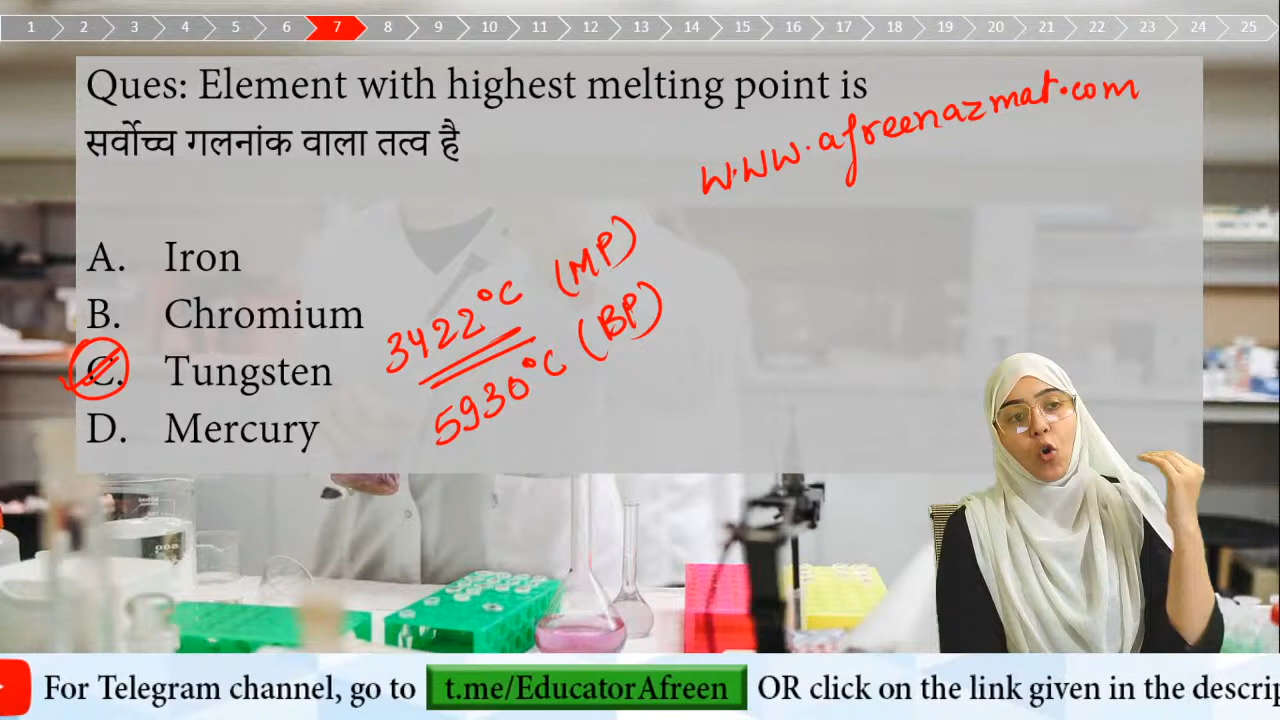 1 2 3 4 5 6 7 8 9 10 11 12 13 14 15 16 17 18 19 20 21 22 23 24 25
Ques: Element with highest melting point is
सर्वोच्च गलनांक वाला तत्व है
www.afreenazmat.com
A. Iron
B. Chromium
C. Tungsten
D. Mercury
3422°C (MP)
5930°C (BP)
For Telegram channel, go to t.me/EducatorAfreen OR click on the link given in the descrip